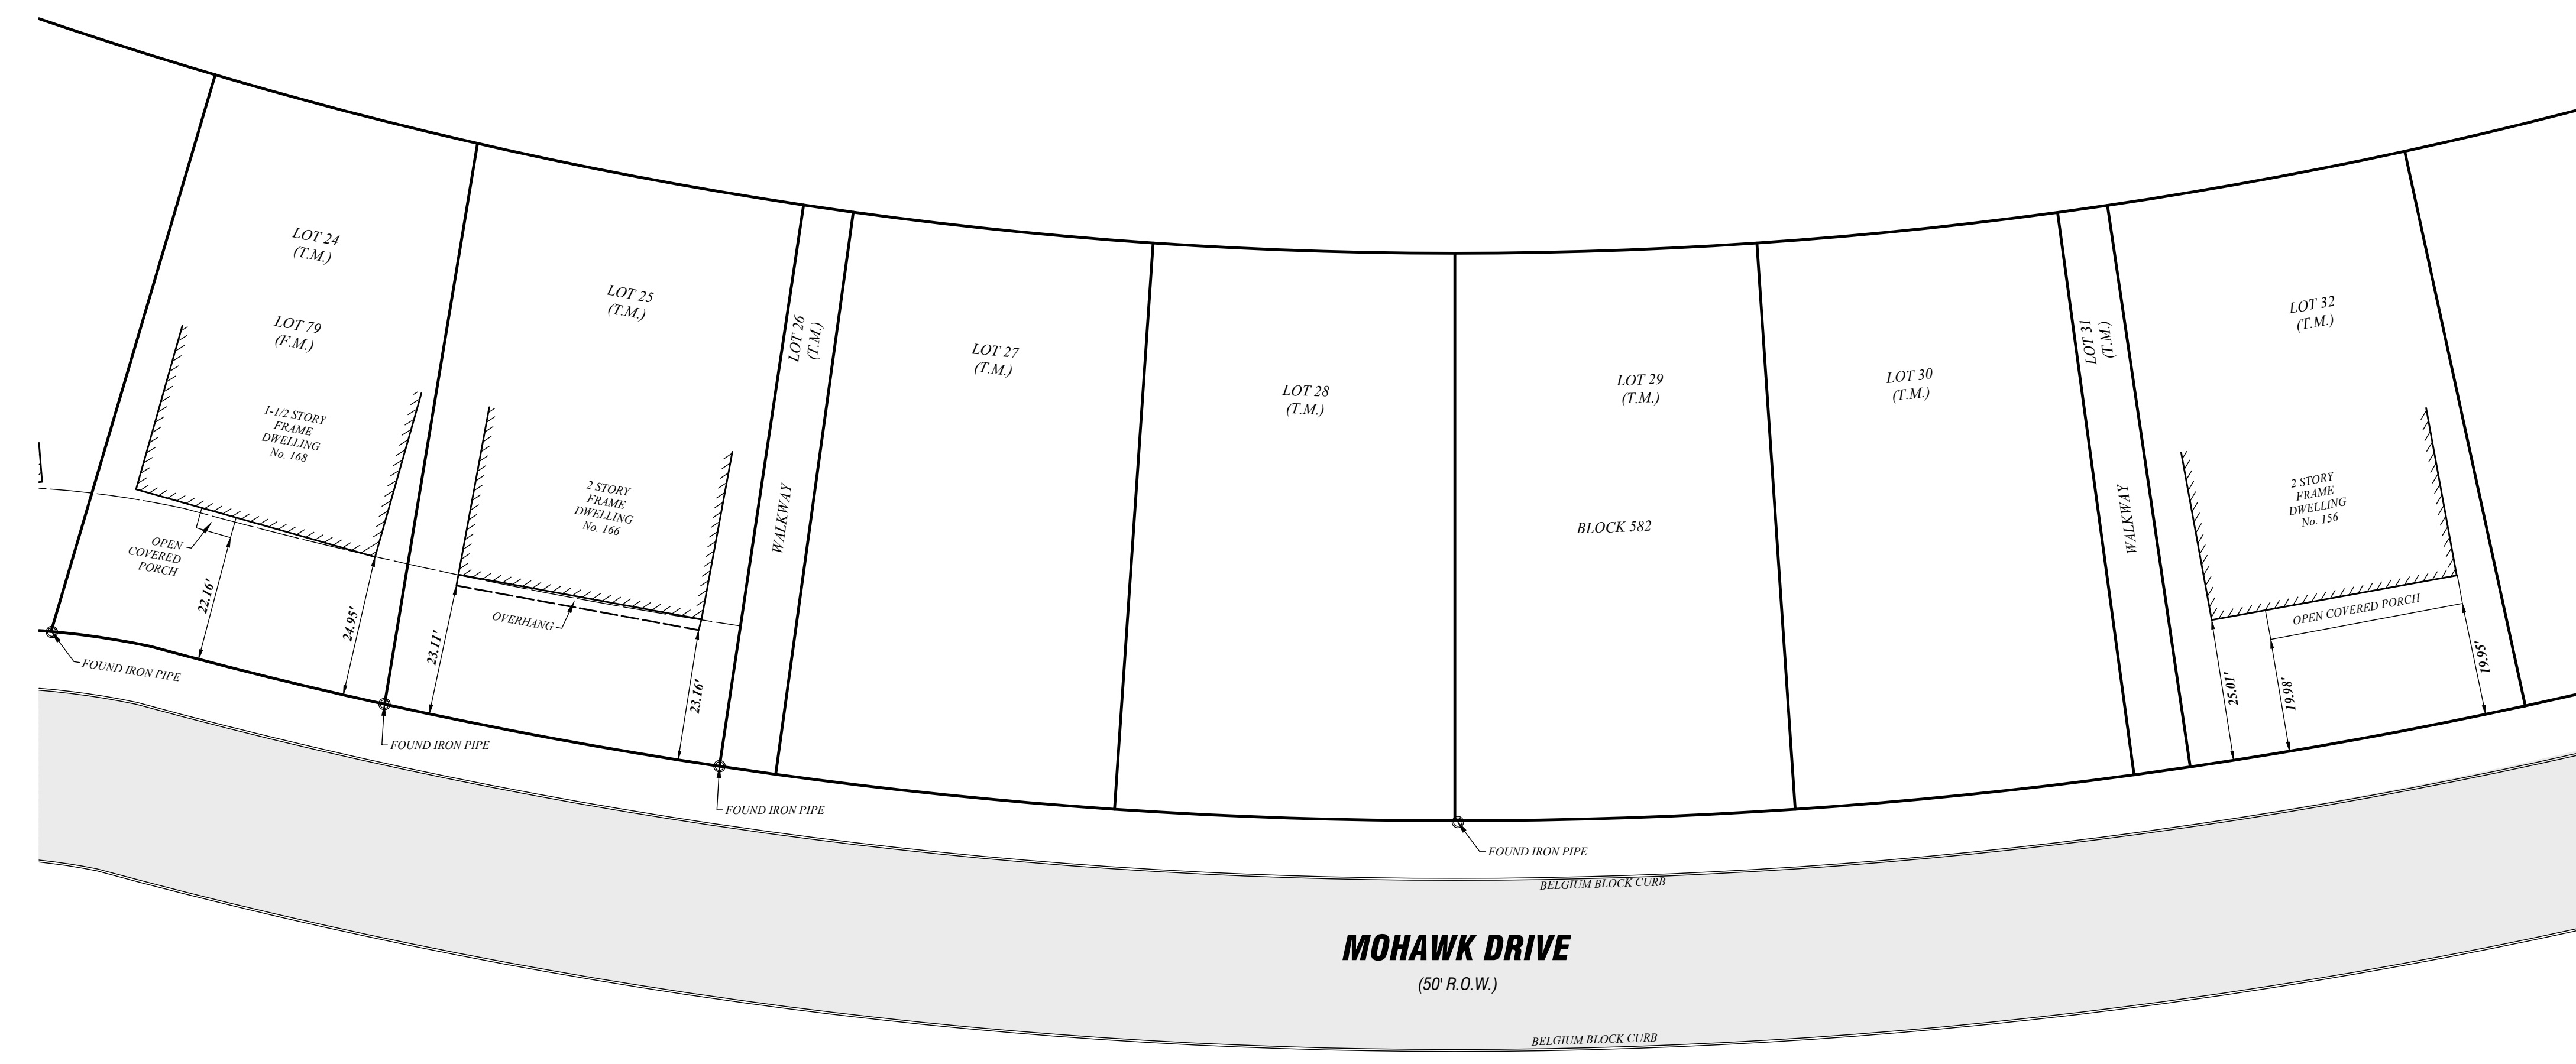 LOT 24
(T.M.)
LOT 79
(F.M.)
1-1/2 STORY
FRAME
DWELLING
No. 168
OPEN
COVERED
PORCH
22.16'
24.95'
FOUND IRON PIPE
LOT 25
(T.M.)
2 STORY
FRAME
DWELLING
No. 166
OVERHANG
23.11'
23.16'
FOUND IRON PIPE
FOUND IRON PIPE
LOT 26
(T.M.)
WALKWAY
LOT 27
(T.M.)
LOT 28
(T.M.)
LOT 29
(T.M.)
BLOCK 582
LOT 30
(T.M.)
LOT 31
(T.M.)
WALKWAY
LOT 32
(T.M.)
2 STORY
FRAME
DWELLING
No. 156
OPEN COVERED PORCH
25.01'
19.98'
19.95'
FOUND IRON PIPE
BELGIUM BLOCK CURB
MOHAWK DRIVE
(50' R.O.W.)
BELGIUM BLOCK CURB